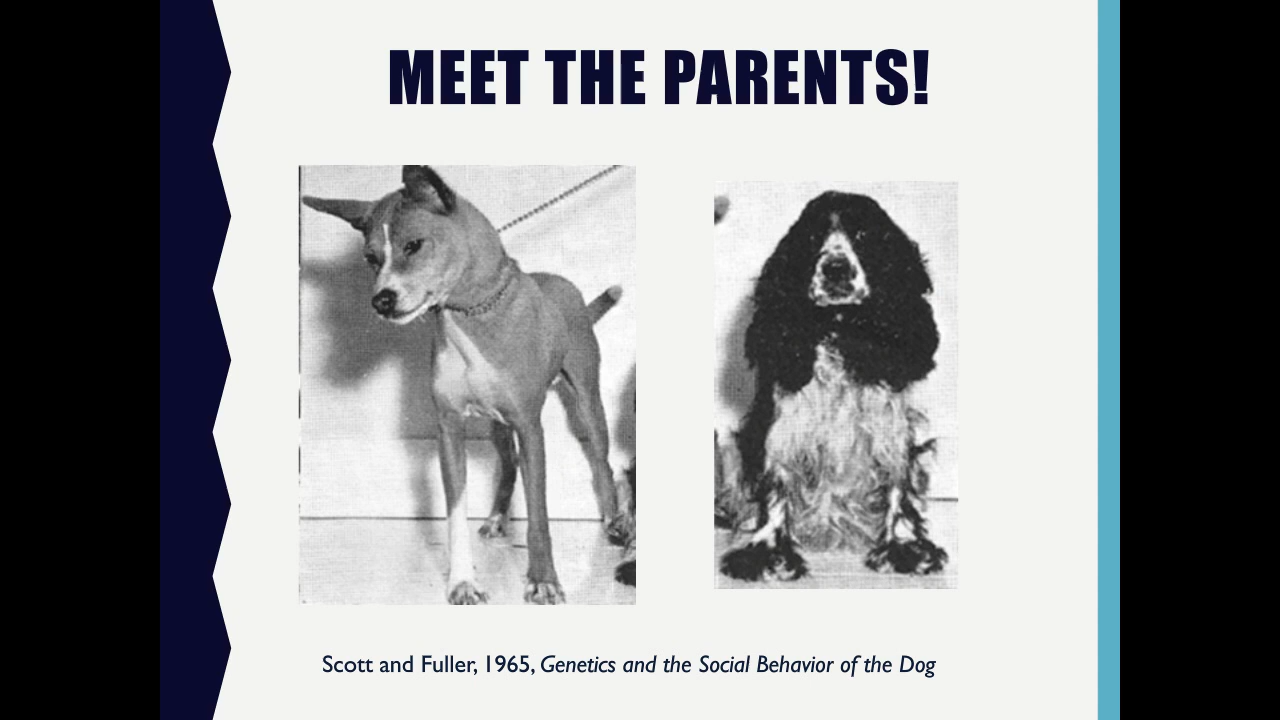 MEET THE PARENTS!
Scott and Fuller, 1965, Genetics and the Social Behavior of the Dog